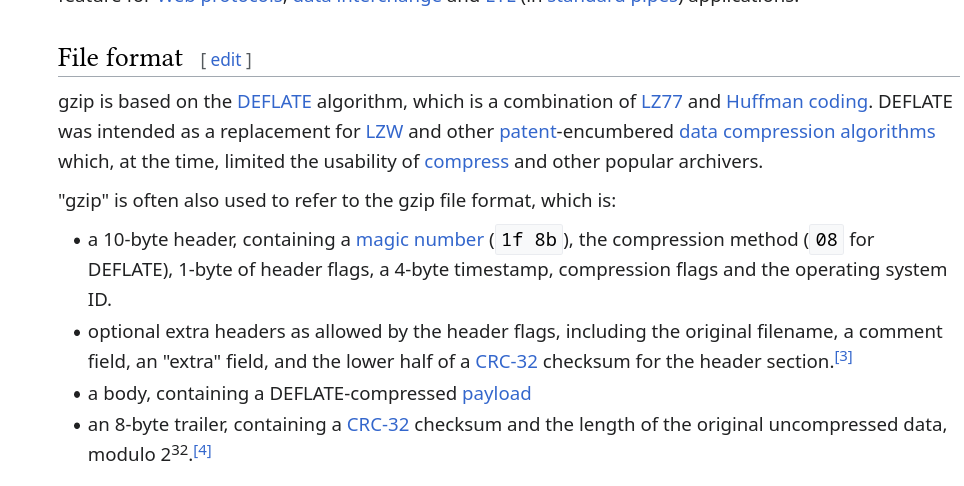 feature for Web protocols, data interchange and ETL (in standard pipes) applications.
File format [ edit ]
gzip is based on the DEFLATE algorithm, which is a combination of LZ77 and Huffman coding. DEFLATE
was intended as a replacement for LZW and other patent-encumbered data compression algorithms
which, at the time, limited the usability of compress and other popular archivers.
"gzip" is often also used to refer to the gzip file format, which is:
• a 10-byte header, containing a magic number (1f 8b), the compression method (08 for
DEFLATE), 1-byte of header flags, a 4-byte timestamp, compression flags and the operating system
ID.
• optional extra headers as allowed by the header flags, including the original filename, a comment
field, an "extra" field, and the lower half of a CRC-32 checksum for the header section.[3]
• a body, containing a DEFLATE-compressed payload
• an 8-byte trailer, containing a CRC-32 checksum and the length of the original uncompressed data,
modulo 2³².[4]